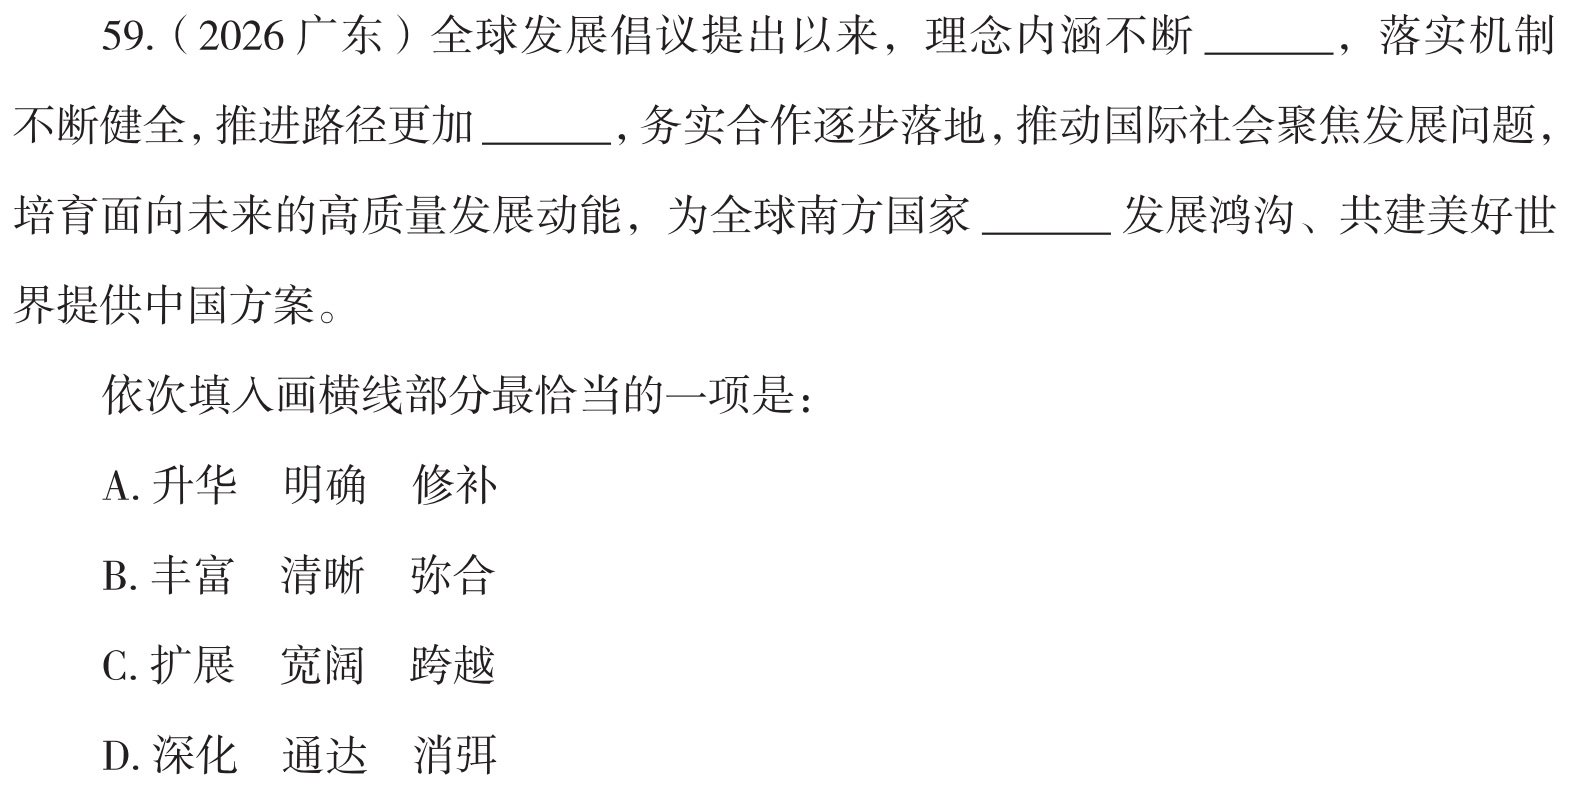 59.（2026 广东）全球发展倡议提出以来，理念内涵不断______，落实机制
不断健全，推进路径更加______，务实合作逐步落地，推动国际社会聚焦发展问题，
培育面向未来的高质量发展动能，为全球南方国家______发展鸿沟、共建美好世
界提供中国方案。
依次填入画横线部分最恰当的一项是：
A. 升华　明确　修补
B. 丰富　清晰　弥合
C. 扩展　宽阔　跨越
D. 深化　通达　消弭